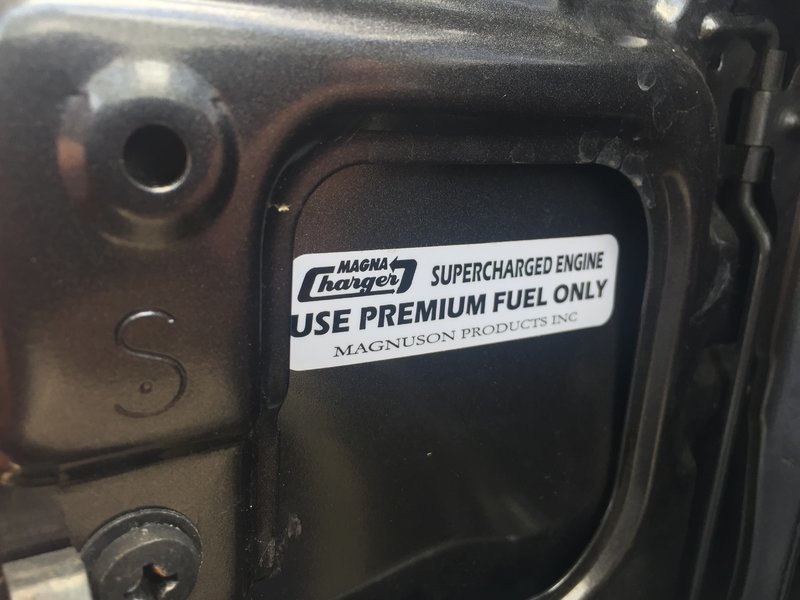 MAGNA
Charger
SUPERCHARGED ENGINE
USE PREMIUM FUEL ONLY
MAGNUSON PRODUCTS INC
S